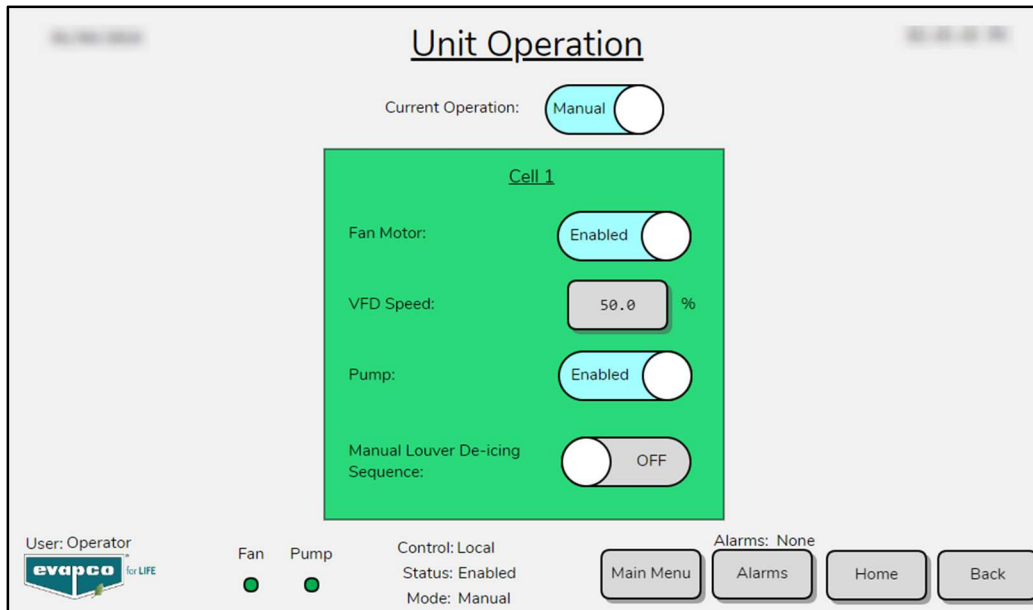 Unit Operation
Current Operation: Manual
Cell 1
Fan Motor: Enabled
VFD Speed: 50.0 %
Pump: Enabled
Manual Louver De-icing
Sequence: OFF
User: Operator
evapco for LIFE
Fan Pump
Control: Local
Status: Enabled
Mode: Manual
Alarms: None
Main Menu Alarms Home Back